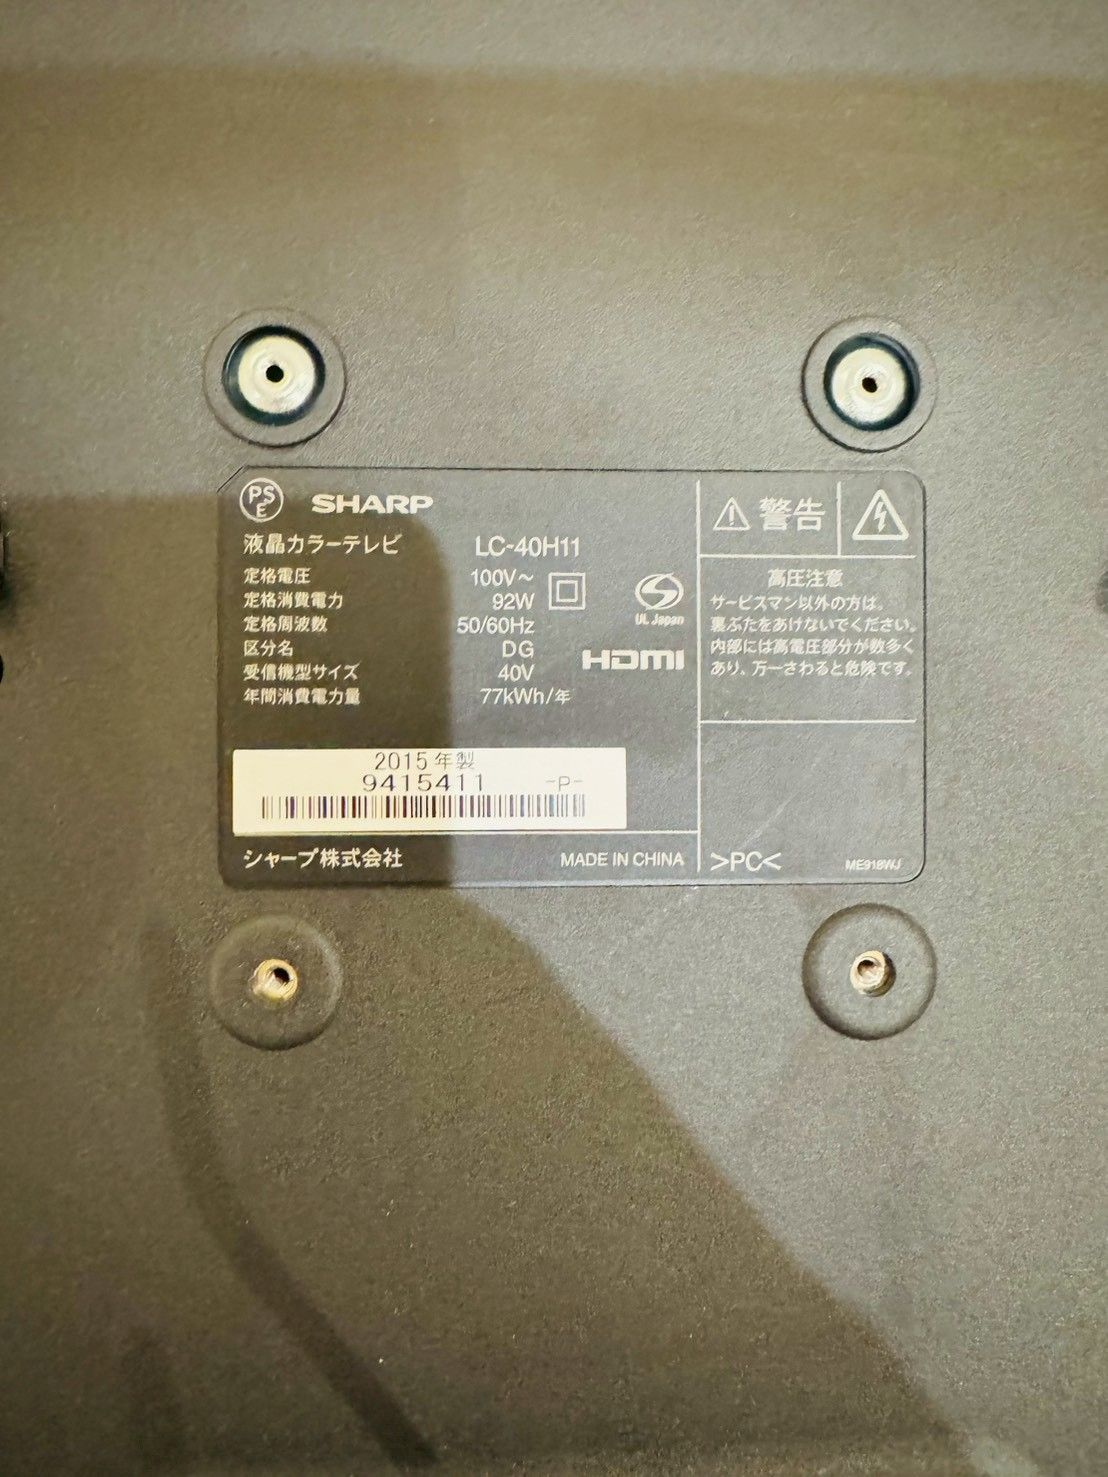 PSE SHARP
液晶カラーテレビ LC-40H11
定格電圧 100V~
定格消費電力 92W
定格周波数 50/60Hz
区分名 DG
受信機型サイズ 40V
年間消費電力量 77kWh/年
UL Japan
HDMI
2015年製
9415411 -P-
シャープ株式会社 MADE IN CHINA
警告
高圧注意
サービスマン以外の方は、
裏ぶたをあけないでください。
内部には高電圧部分が数多く
あり、万一さわると危険です。
>PC< ME918WJ